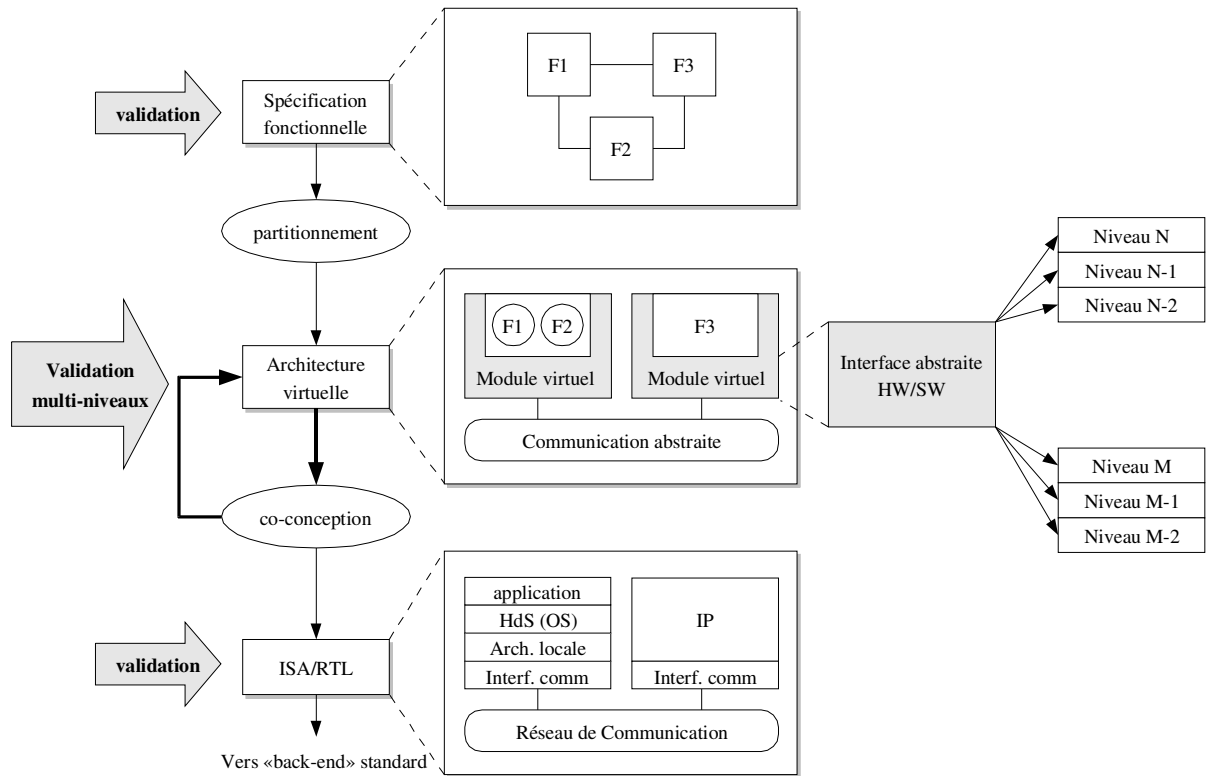 F1
F3
F2
validation
Spécification
fonctionnelle
partitionnement
Niveau N
Niveau N-1
Niveau N-2
Validation
multi-niveaux
Architecture
virtuelle
F1
F2
Module virtuel
F3
Module virtuel
Communication abstraite
Interface abstraite
HW/SW
Niveau M
Niveau M-1
Niveau M-2
co-conception
validation
ISA/RTL
application
HdS (OS)
Arch. locale
Interf. comm
IP
Interf. comm
Réseau de Communication
Vers «back-end» standard